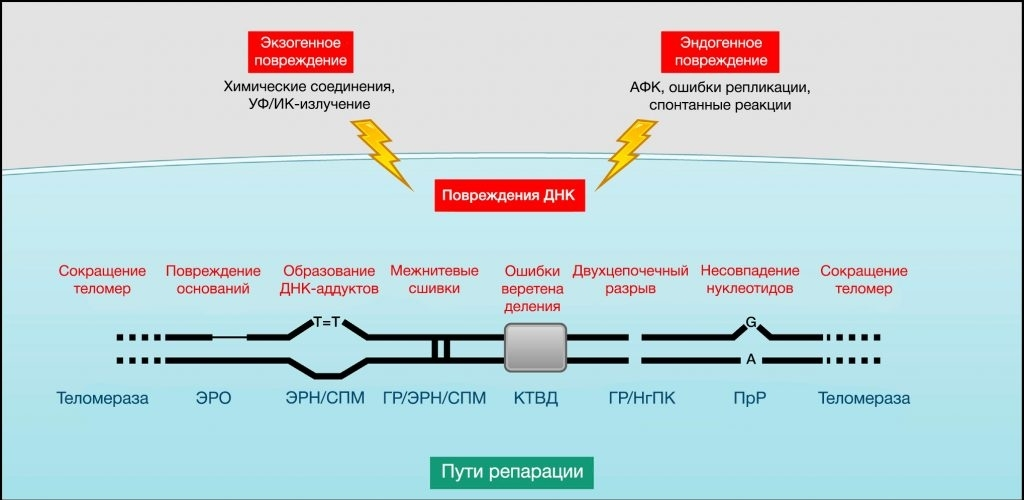 Экзогенное
повреждение
Химические соединения,
УФ/ИК-излучение
Эндогенное
повреждение
АФК, ошибки репликации,
спонтанные реакции
Повреждения ДНК
Сокращение
теломер
Повреждение
оснований
Образование
ДНК-аддуктов
Межнитевые
сшивки
Ошибки
веретена
деления
Двухцепочечный
разрыв
Несовпадение
нуклеотидов
Сокращение
теломер
T=T
G
A
Теломераза
ЭРО
ЭРН/СПМ
ГР/ЭРН/СПМ
КТВД
ГР/НгПК
ПрР
Теломераза
Пути репарации